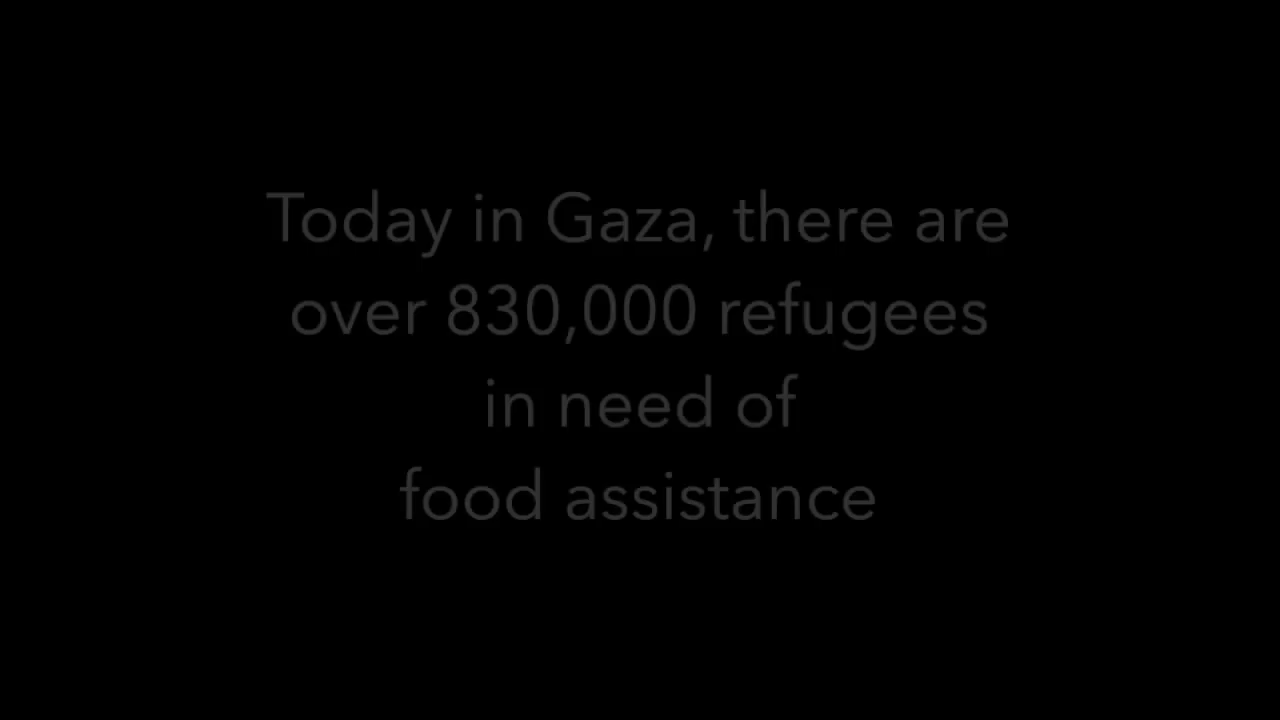 Today in Gaza, there are
over 830,000 refugees
in need of
food assistance